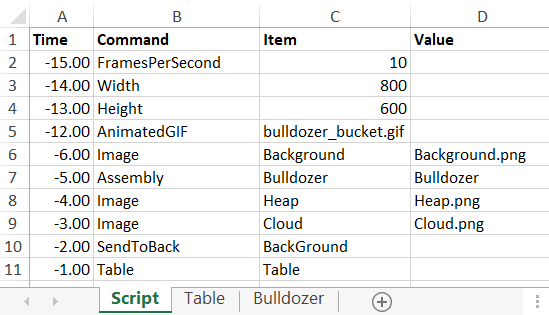 A B C D
1 Time Command Item Value
2 -15.00 FramesPerSecond 10
3 -14.00 Width 800
4 -13.00 Height 600
5 -12.00 AnimatedGIF bulldozer_bucket.gif
6 -6.00 Image Background Background.png
7 -5.00 Assembly Bulldozer Bulldozer
8 -4.00 Image Heap Heap.png
9 -3.00 Image Cloud Cloud.png
10 -2.00 SendToBack BackGround
11 -1.00 Table Table
Script Table Bulldozer